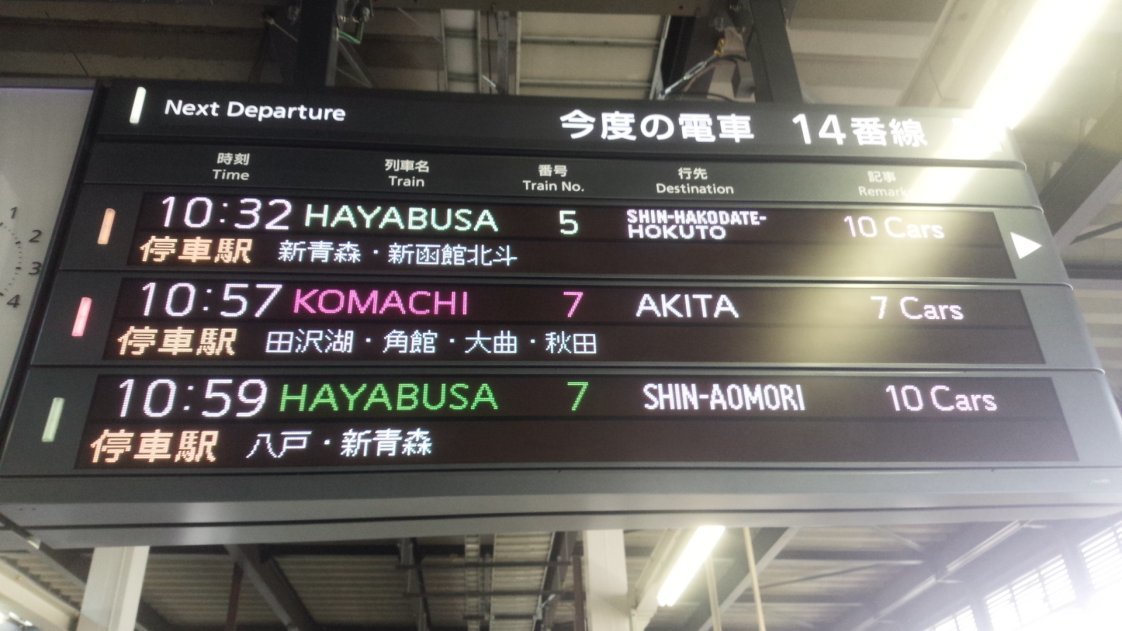 Next Departure 今度の電車 14番線
時刻 列車名 番号 行先 記事
Time Train Train No. Destination Remarks
10:32 HAYABUSA 5 SHIN-HAKODATE-HOKUTO 10 Cars
停車駅 新青森・新函館北斗
10:57 KOMACHI 7 AKITA 7 Cars
停車駅 田沢湖・角館・大曲・秋田
10:59 HAYABUSA 7 SHIN-AOMORI 10 Cars
停車駅 八戸・新青森
1
2
3
4